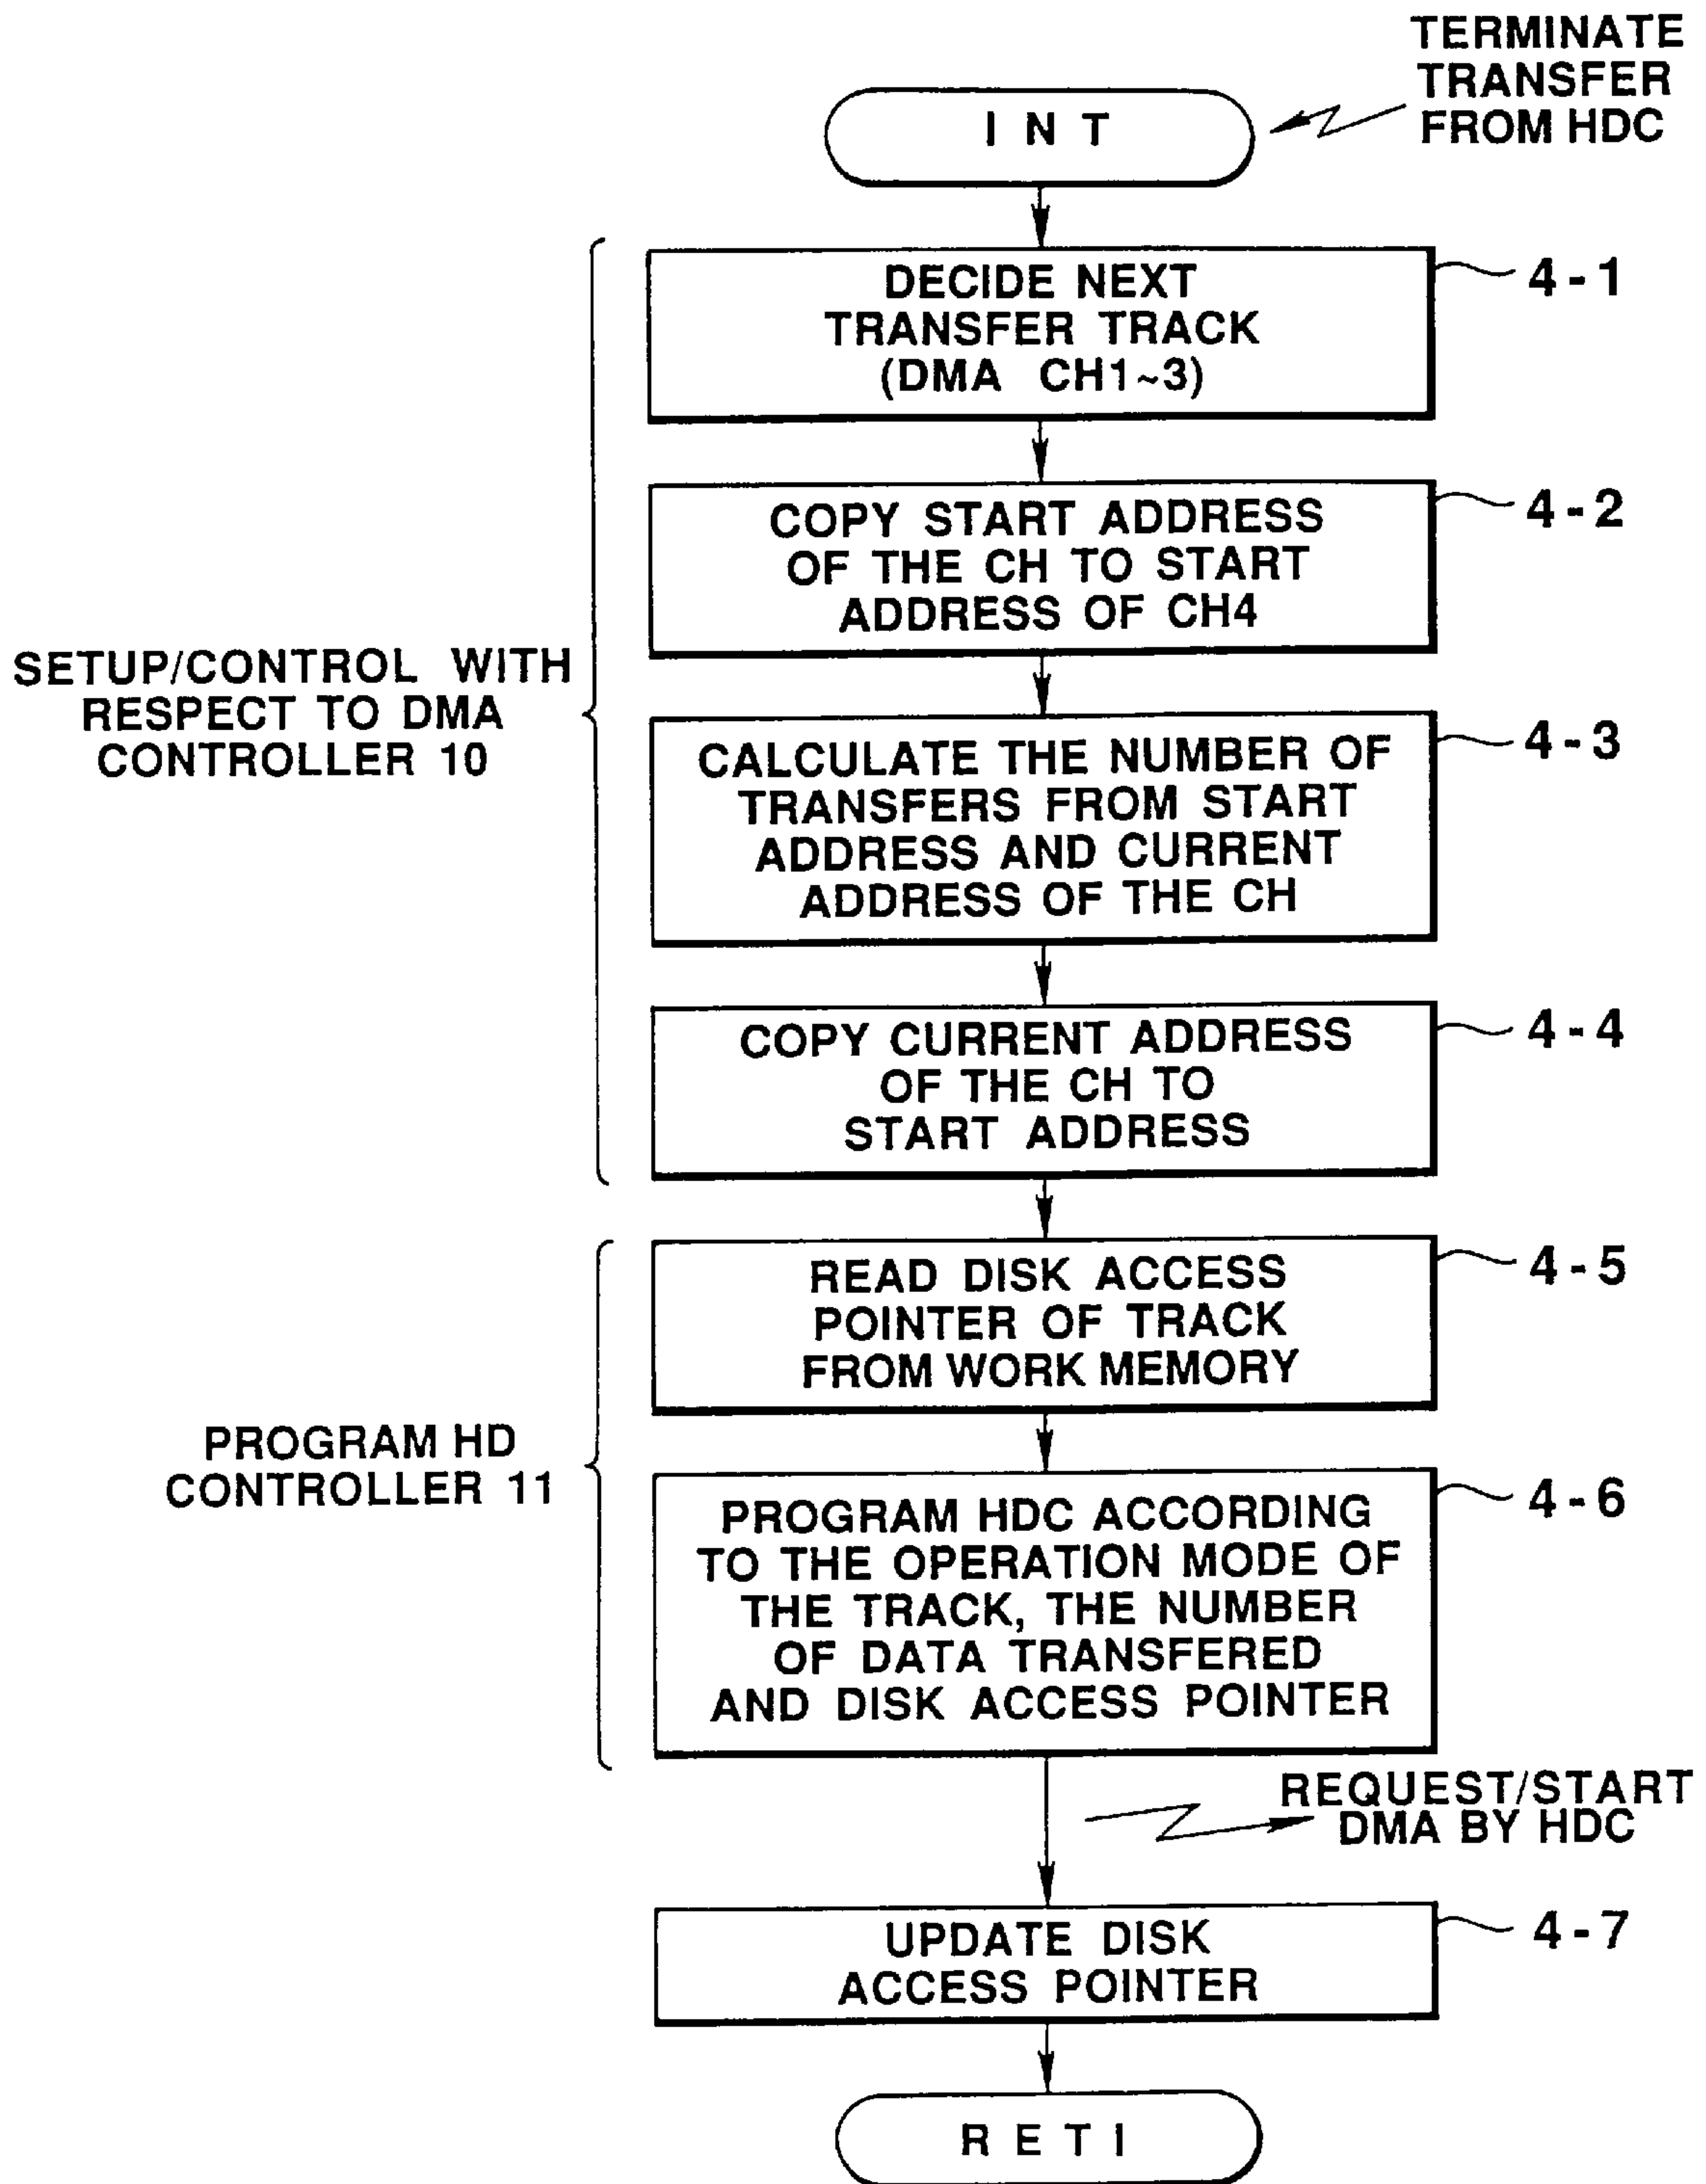 TERMINATE
TRANSFER
FROM HDC
I N T
DECIDE NEXT
TRANSFER TRACK
(DMA CH1~3)
4-1
COPY START ADDRESS
OF THE CH TO START
ADDRESS OF CH4
4-2
SETUP/CONTROL WITH
RESPECT TO DMA
CONTROLLER 10
CALCULATE THE NUMBER OF
TRANSFERS FROM START
ADDRESS AND CURRENT
ADDRESS OF THE CH
4-3
COPY CURRENT ADDRESS
OF THE CH TO
START ADDRESS
4-4
READ DISK ACCESS
POINTER OF TRACK
FROM WORK MEMORY
4-5
PROGRAM HD
CONTROLLER 11
PROGRAM HDC ACCORDING
TO THE OPERATION MODE OF
THE TRACK, THE NUMBER
OF DATA TRANSFERED
AND DISK ACCESS POINTER
4-6
REQUEST/START
DMA BY HDC
UPDATE DISK
ACCESS POINTER
4-7
R E T I